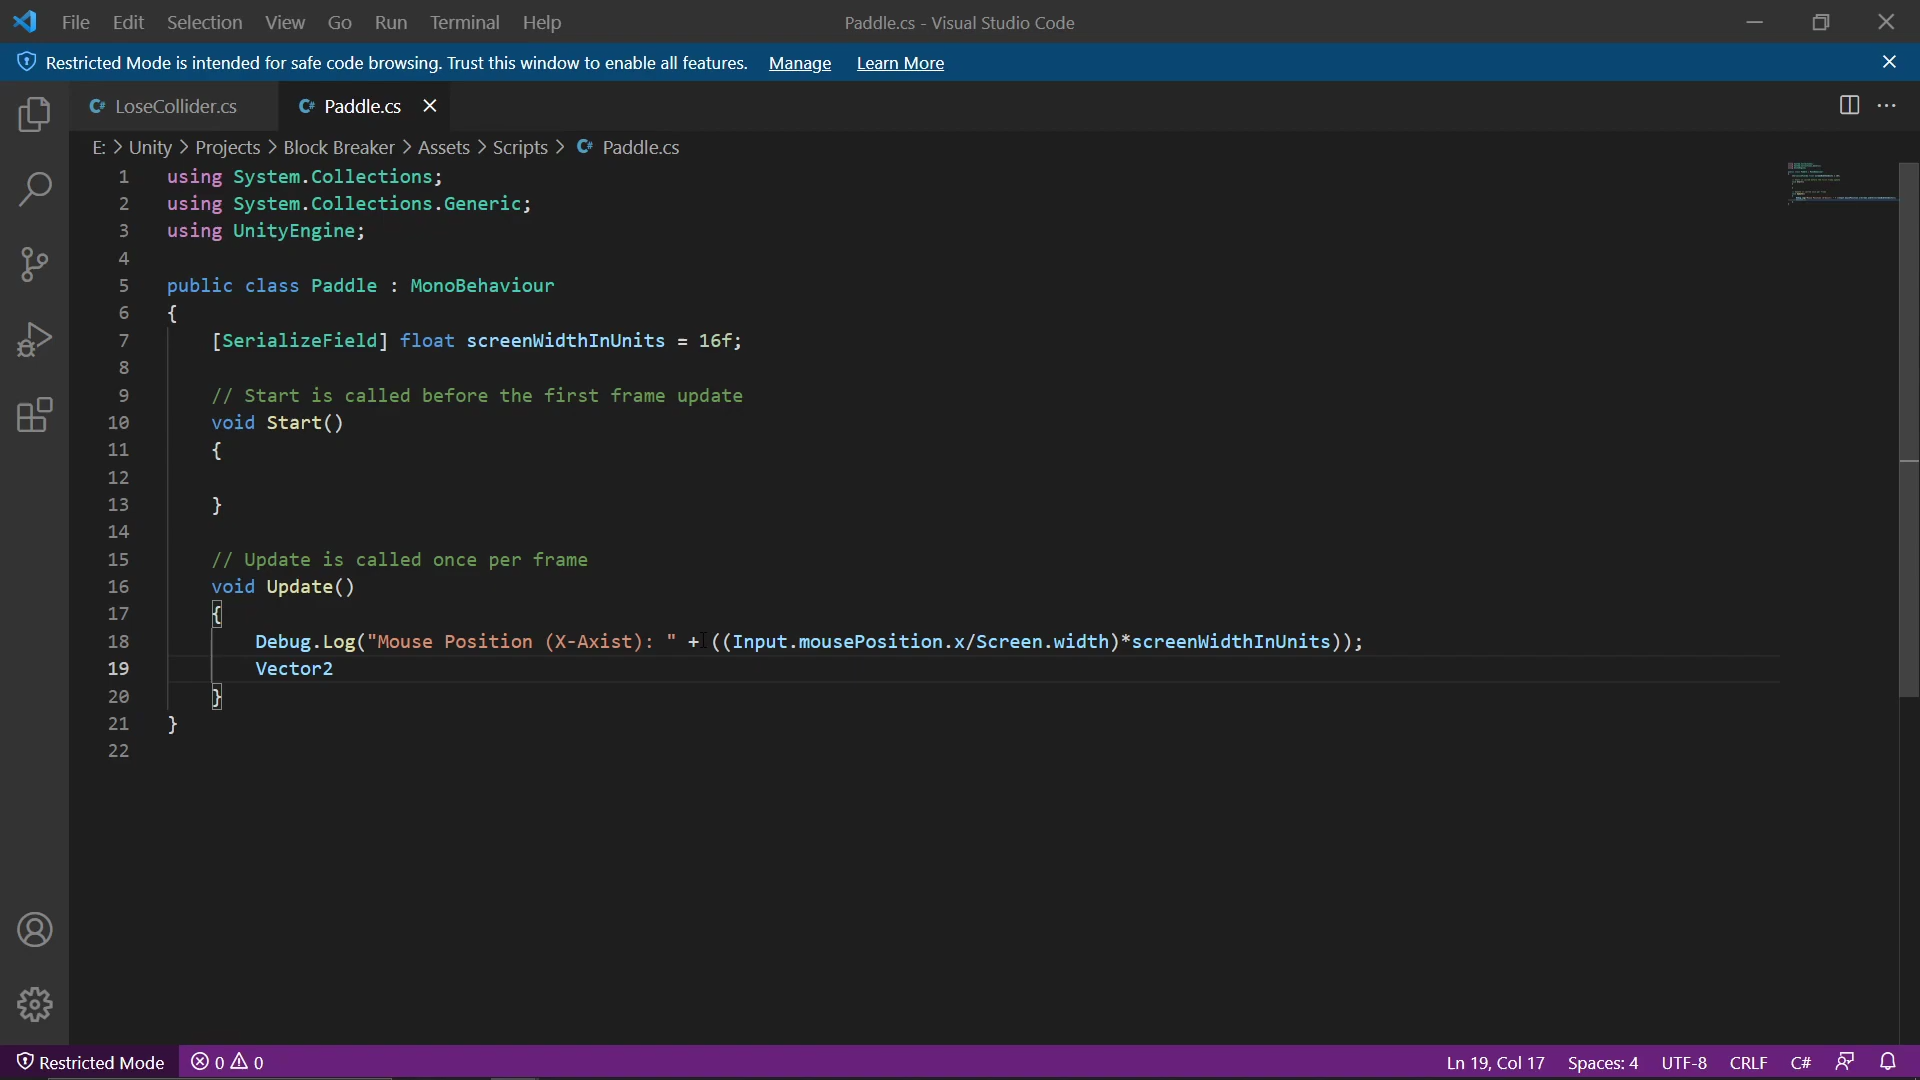 File Edit Selection View Go Run Terminal Help Paddle.cs - Visual Studio Code
Restricted Mode is intended for safe code browsing. Trust this window to enable all features. Manage Learn More
LoseCollider.cs Paddle.cs
E: > Unity > Projects > Block Breaker > Assets > Scripts > Paddle.cs
1 using System.Collections;
2 using System.Collections.Generic;
3 using UnityEngine;
4
5 public class Paddle : MonoBehaviour
6 {
7 [SerializeField] float screenWidthInUnits = 16f;
8
9 // Start is called before the first frame update
10 void Start()
11 {
12
13 }
14
15 // Update is called once per frame
16 void Update()
17 {
18 Debug.Log("Mouse Position (X-Axist): " + ((Input.mousePosition.x/Screen.width)*screenWidthInUnits));
19 Vector2
20 }
21 }
22
Restricted Mode 0 0 Ln 19, Col 17 Spaces: 4 UTF-8 CRLF C#